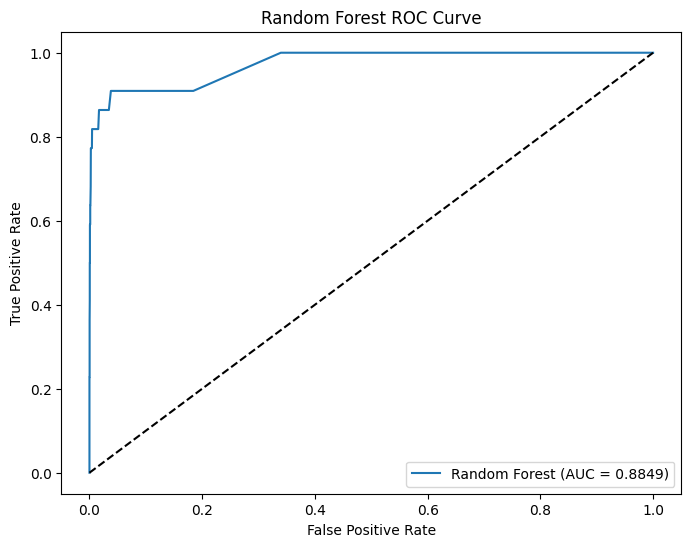 Random Forest ROC Curve
1.0
0.8
0.6
0.4
0.2
0.0
True Positive Rate
Random Forest (AUC = 0.8849)
0.0 0.2 0.4 0.6 0.8 1.0
False Positive Rate